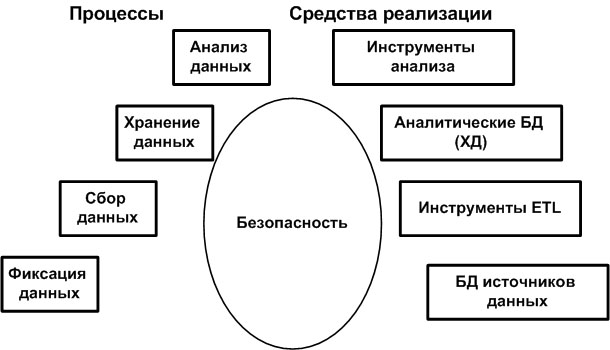 Процессы
Средства реализации
Анализ
данных
Инструменты
анализа
Хранение
данных
Аналитические БД
(ХД)
Сбор
данных
Безопасность
Инструменты ETL
Фиксация
данных
БД источников
данных